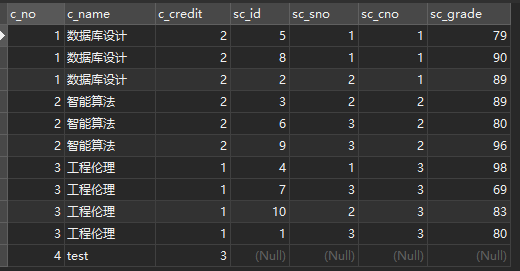 c_no c_name c_credit sc_id sc_sno sc_cno sc_grade
1 数据库设计 2 5 1 1 79
1 数据库设计 2 8 1 1 90
1 数据库设计 2 2 2 1 89
2 智能算法 2 3 2 2 89
2 智能算法 2 6 3 2 80
2 智能算法 2 9 3 2 96
3 工程伦理 1 4 1 3 98
3 工程伦理 1 7 3 3 69
3 工程伦理 1 10 2 3 83
3 工程伦理 1 1 3 3 80
4 test 3 (Null) (Null) (Null) (Null)